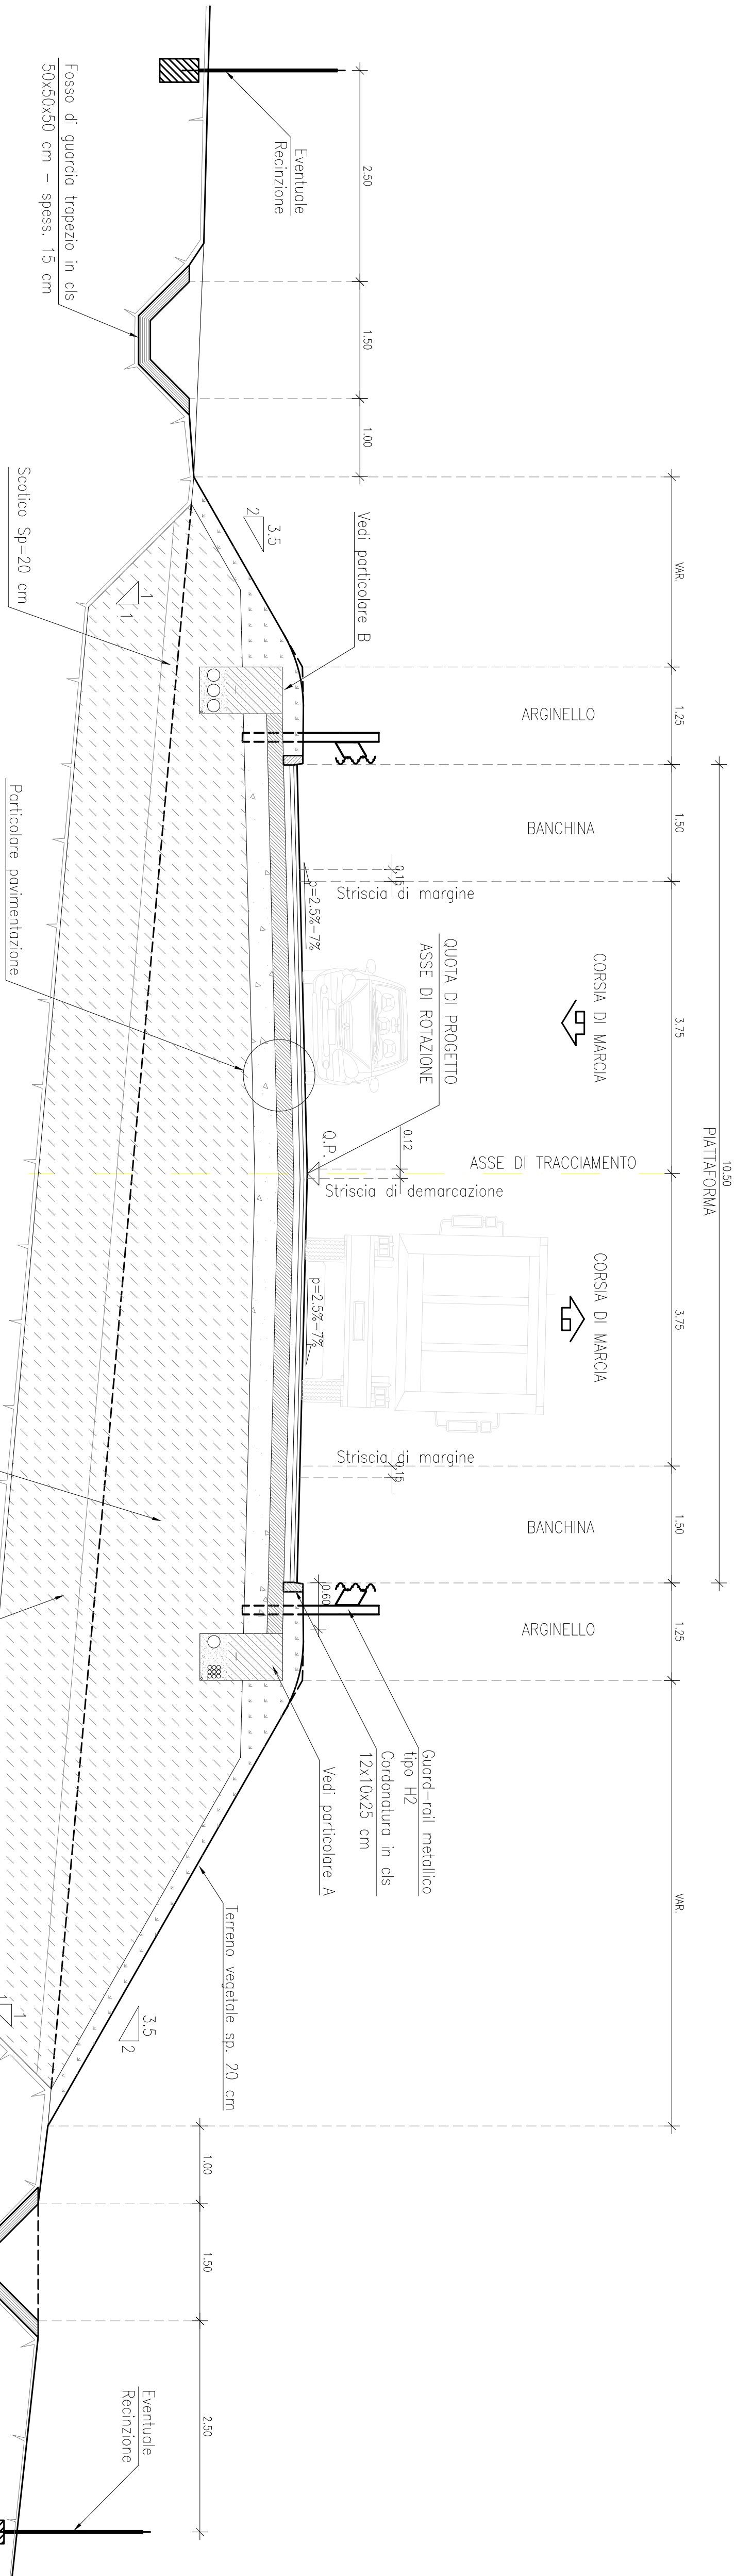 10.50
PIATTAFORMA
VAR.
1.25
1.50
3.75
3.75
1.50
1.25
VAR.
ARGINELLO
BANCHINA
CORSIA DI MARCIA
ASSE DI TRACCIAMENTO
CORSIA DI MARCIA
BANCHINA
ARGINELLO
0,15
Striscia di margine
p=2.5%-7%
QUOTA DI PROGETTO
ASSE DI ROTAZIONE
0.12
Q.P.
Striscia di demarcazione
p=2.5%-7%
0,15
Striscia di margine
0.60
Guard-rail metallico
tipo H2
Cordonatura in cls
12x10x25 cm
Vedi particolare A
Terreno vegetale sp. 20 cm
3.5
2
2.50
1.50
1.00
Eventuale
Recinzione
Fosso di guardia trapezio in cls
50x50x50 cm - spess. 15 cm
Vedi particolare B
3.5
2
1
1
Scotico Sp=20 cm
Particolare pavimentazione
1
1
1.00
1.50
2.50
Eventuale
Recinzione